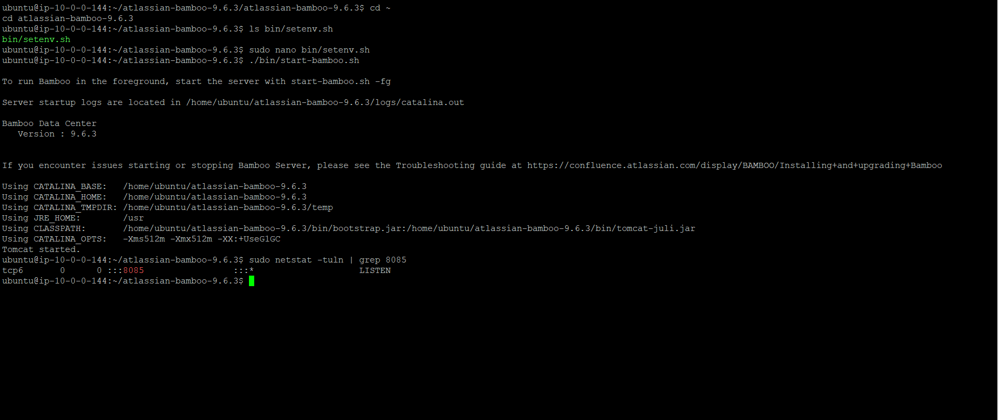 ubuntu@ip-10-0-0-144:~/atlassian-bamboo-9.6.3/atlassian-bamboo-9.6.3$ cd ~
cd atlassian-bamboo-9.6.3
ubuntu@ip-10-0-0-144:~/atlassian-bamboo-9.6.3$ ls bin/setenv.sh
bin/setenv.sh
ubuntu@ip-10-0-0-144:~/atlassian-bamboo-9.6.3$ sudo nano bin/setenv.sh
ubuntu@ip-10-0-0-144:~/atlassian-bamboo-9.6.3$ ./bin/start-bamboo.sh
To run Bamboo in the foreground, start the server with start-bamboo.sh -fg
Server startup logs are located in /home/ubuntu/atlassian-bamboo-9.6.3/logs/catalina.out
Bamboo Data Center
   Version : 9.6.3
If you encounter issues starting or stopping Bamboo Server, please see the Troubleshooting guide at https://confluence.atlassian.com/display/BAMBOO/Installing+and+upgrading+Bamboo
Using CATALINA_BASE:   /home/ubuntu/atlassian-bamboo-9.6.3
Using CATALINA_HOME:   /home/ubuntu/atlassian-bamboo-9.6.3
Using CATALINA_TMPDIR: /home/ubuntu/atlassian-bamboo-9.6.3/temp
Using JRE_HOME:        /usr
Using CLASSPATH:       /home/ubuntu/atlassian-bamboo-9.6.3/bin/bootstrap.jar:/home/ubuntu/atlassian-bamboo-9.6.3/bin/tomcat-juli.jar
Using CATALINA_OPTS:   -Xms512m -Xmx512m -XX:+UseG1GC
Tomcat started.
ubuntu@ip-10-0-0-144:~/atlassian-bamboo-9.6.3$ sudo netstat -tuln | grep 8085
tcp6       0      0 :::8085                 :::*                    LISTEN
ubuntu@ip-10-0-0-144:~/atlassian-bamboo-9.6.3$